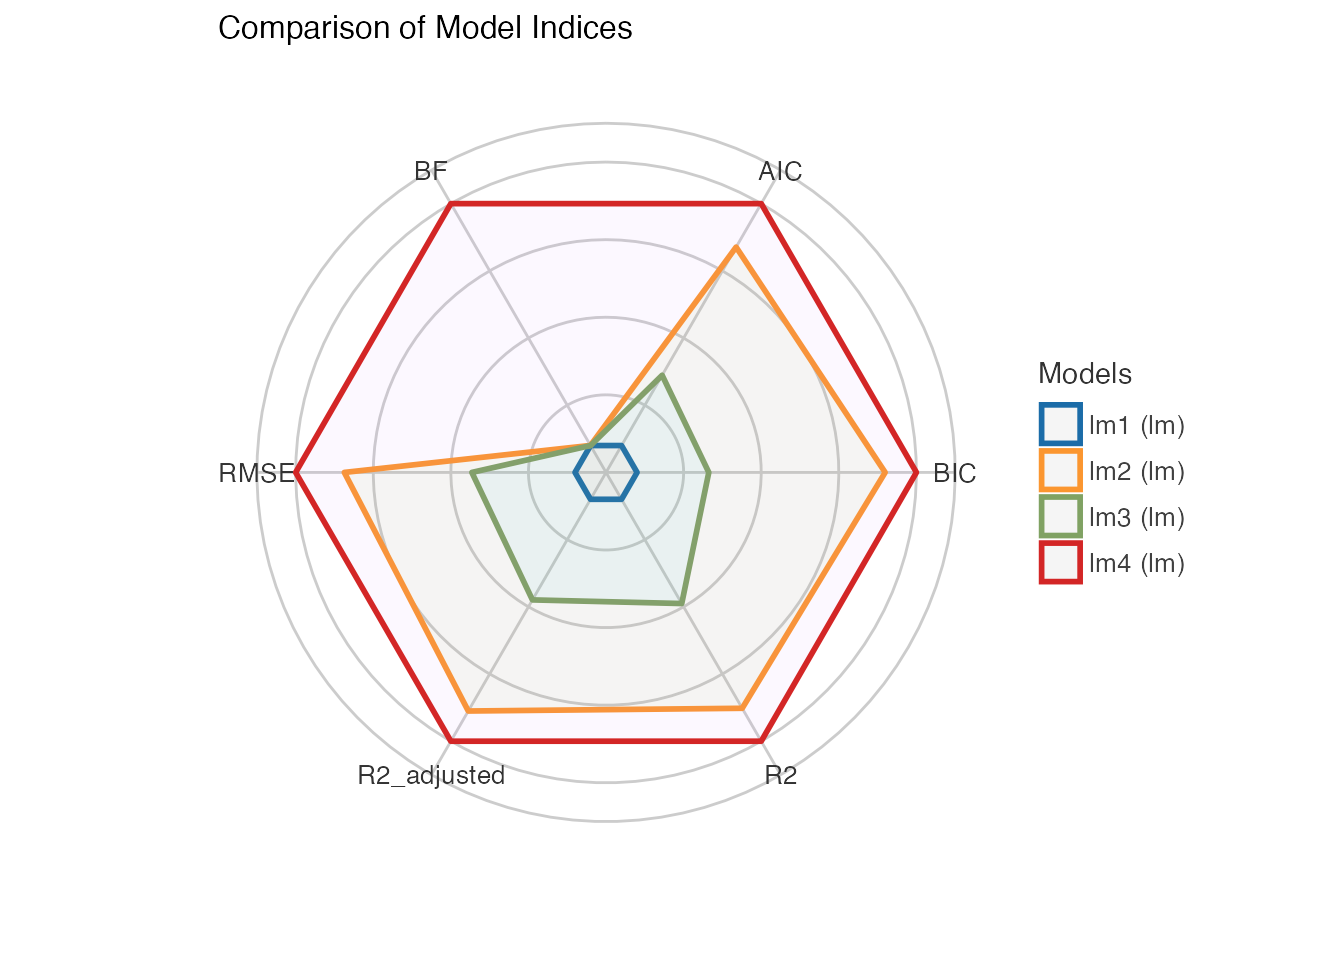 Comparison of Model Indices
BF
AIC
RMSE
BIC
R2_adjusted
R2
Models
lm1 (lm)
lm2 (lm)
lm3 (lm)
lm4 (lm)